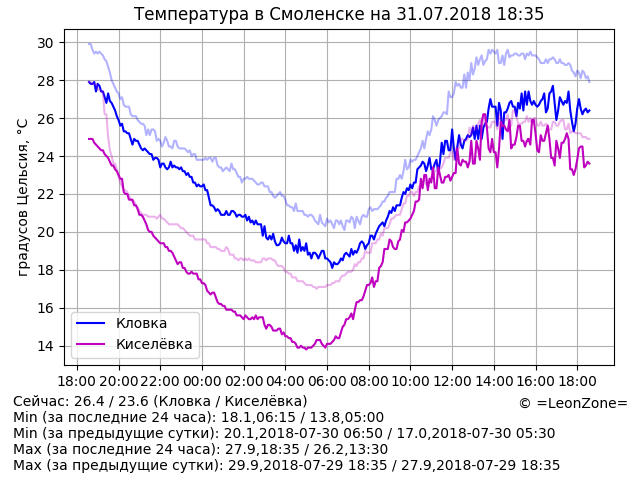 Температура в Смоленске на 31.07.2018 18:35
градусов Цельсия, °C
30
28
26
24
22
20
18
16
14
Кловка
Киселёвка
18:00 20:00 22:00 00:00 02:00 04:00 06:00 08:00 10:00 12:00 14:00 16:00 18:00
Сейчас: 26.4 / 23.6 (Кловка / Киселёвка)
© =LeonZone=
Min (за последние 24 часа): 18.1,06:15 / 13.8,05:00
Min (за предыдущие сутки): 20.1,2018-07-30 06:50 / 17.0,2018-07-30 05:30
Max (за последние 24 часа): 27.9,18:35 / 26.2,13:30
Max (за предыдущие сутки): 29.9,2018-07-29 18:35 / 27.9,2018-07-29 18:35